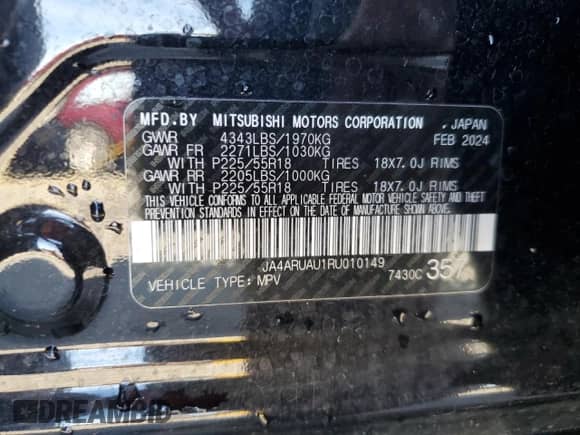 MFD.BY MITSUBISHI MOTORS CORPORATION , JAPAN
GVWR 4343LBS/1970KG FEB 2024
GAWR FR 2271LBS/1030KG
WITH P225/55R18 TIRES 18X7.0J RIMS
GAWR RR 2205LBS/1000KG
WITH P225/55R18 TIRES 18X7.0J RIMS
THIS VEHICLE CONFORMS TO ALL APPLICABLE FEDERAL MOTOR VEHICLE SAFETY AND THEFT
PREVENTION STANDARDS IN EFFECT ON THE DATE OF MANUFACTURE SHOWN ABOVE.
JA4ARUAU1RU010149
VEHICLE TYPE: MPV 7430C
DREAMBID